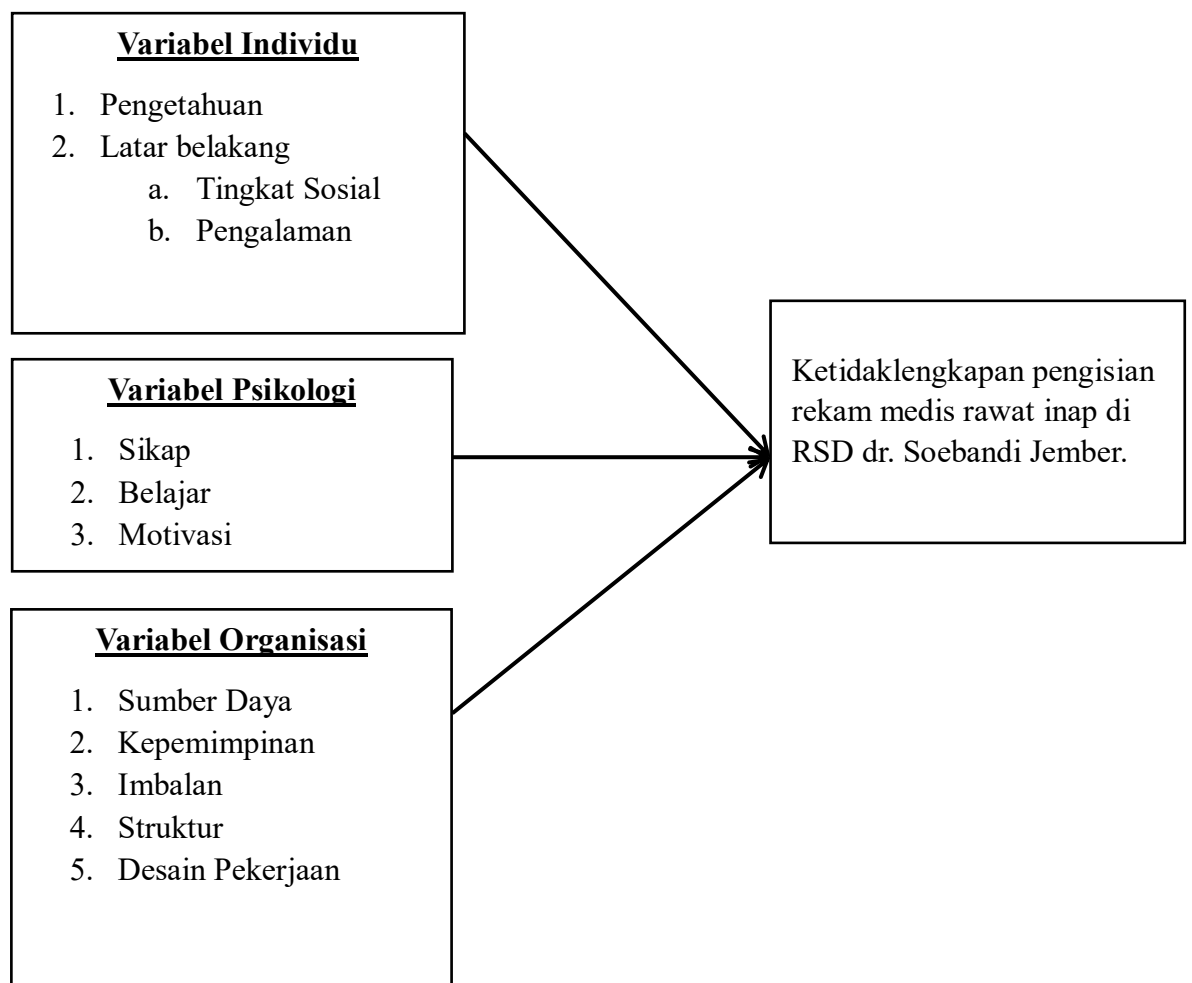 Variabel Individu
1. Pengetahuan
2. Latar belakang
a. Tingkat Sosial
b. Pengalaman
Variabel Psikologi
1. Sikap
2. Belajar
3. Motivasi
Variabel Organisasi
1. Sumber Daya
2. Kepemimpinan
3. Imbalan
4. Struktur
5. Desain Pekerjaan
Ketidaklengkapan pengisian
rekam medis rawat inap di
RSD dr. Soebandi Jember.